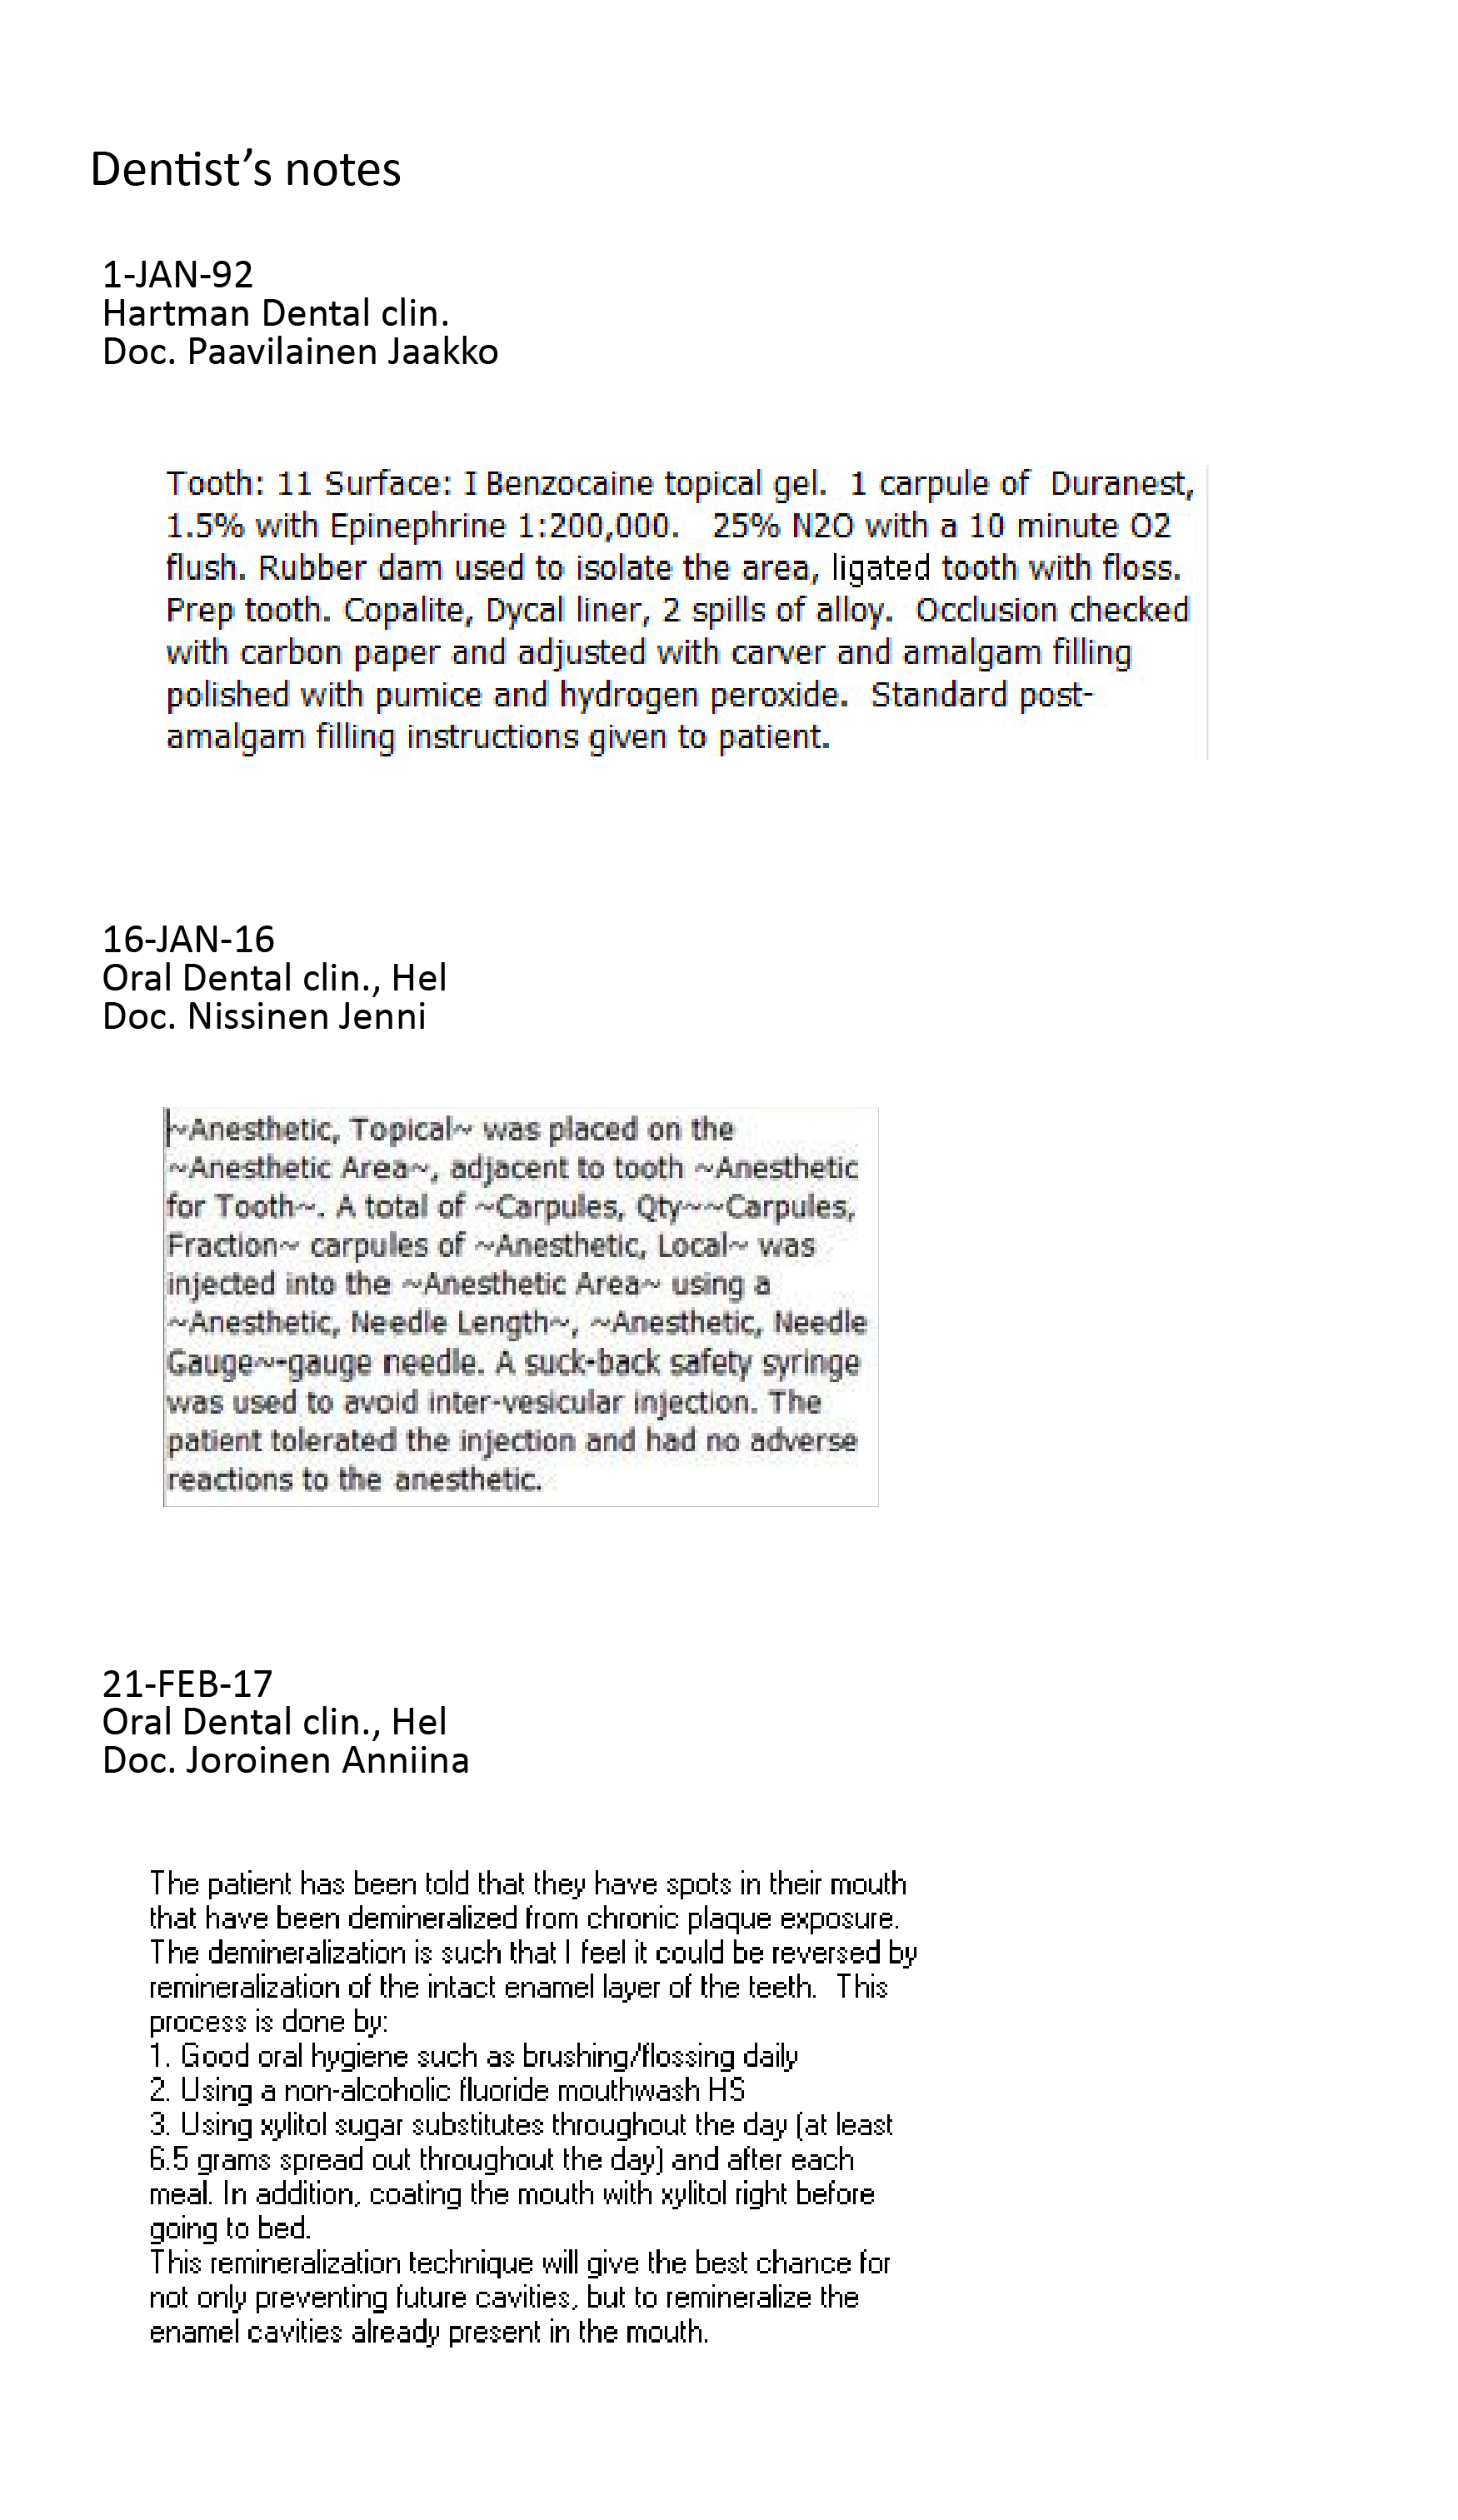 Dentist’s notes
1-JAN-92
Hartman Dental clin.
Doc. Paavilainen Jaakko
Tooth: 11 Surface: I Benzocaine topical gel.  1 carpule of  Duranest,
1.5% with Epinephrine 1:200,000.   25% N2O with a 10 minute O2
flush. Rubber dam used to isolate the area, ligated tooth with floss.
Prep tooth. Copalite, Dycal liner, 2 spills of alloy.  Occlusion checked
with carbon paper and adjusted with carver and amalgam filling
polished with pumice and hydrogen peroxide.  Standard post-
amalgam filling instructions given to patient.
16-JAN-16
Oral Dental clin., Hel
Doc. Nissinen Jenni
~Anesthetic, Topical~ was placed on the
~Anesthetic Area~, adjacent to tooth ~Anesthetic
for Tooth~. A total of ~Carpules, Qty~~Carpules,
Fraction~ carpules of ~Anesthetic, Local~ was
injected into the ~Anesthetic Area~ using a
~Anesthetic, Needle Length~, ~Anesthetic, Needle
Gauge~-gauge needle. A suck-back safety syringe
was used to avoid inter-vesicular injection. The
patient tolerated the injection and had no adverse
reactions to the anesthetic.
21-FEB-17
Oral Dental clin., Hel
Doc. Joroinen Anniina
The patient has been told that they have spots in their mouth
that have been demineralized from chronic plaque exposure.
The demineralization is such that I feel it could be reversed by
remineralization of the intact enamel layer of the teeth.  This
process is done by:
1. Good oral hygiene such as brushing/flossing daily
2. Using a non-alcoholic fluoride mouthwash HS
3. Using xylitol sugar substitutes throughout the day (at least
6.5 grams spread out throughout the day) and after each
meal. In addition, coating the mouth with xylitol right before
going to bed.
This remineralization technique will give the best chance for
not only preventing future cavities, but to remineralize the
enamel cavities already present in the mouth.